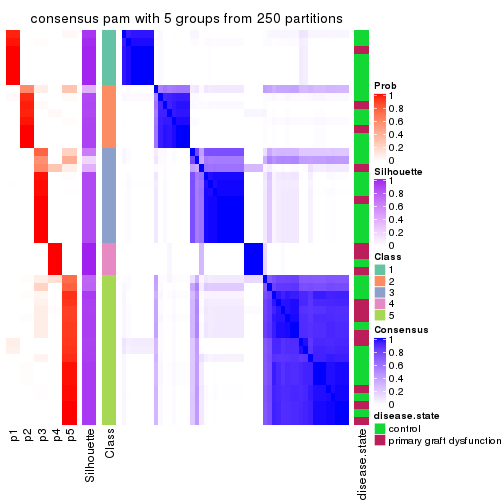 consensus pam with 5 groups from 250 partitions
Prob
1
0.8
0.6
0.4
0.2
0
Silhouette
1
0.8
0.6
0.4
0.2
0
Class
1
2
3
4
5
Consensus
1
0.8
0.6
0.4
0.2
0
disease.state
control
primary graft dysfunction
p1
p2
p3
p4
p5
Silhouette
Class
disease.state